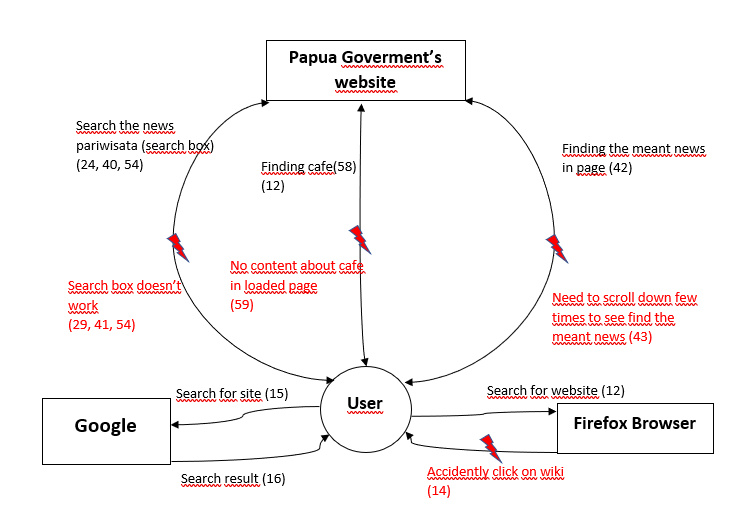 Papua Goverment's
website
Search the news
pariwisata (search box)
(24, 40, 54)
Finding cafe(58)
(12)
Finding the meant news
in page (42)
Search box doesn't
work
(29, 41, 54)
No content about cafe
in loaded page
(59)
Need to scroll down few
times to see find the
meant news (43)
Search for site (15)
User
Search for website (12)
Google
Firefox Browser
Search result (16)
Accidently click on wiki
(14)